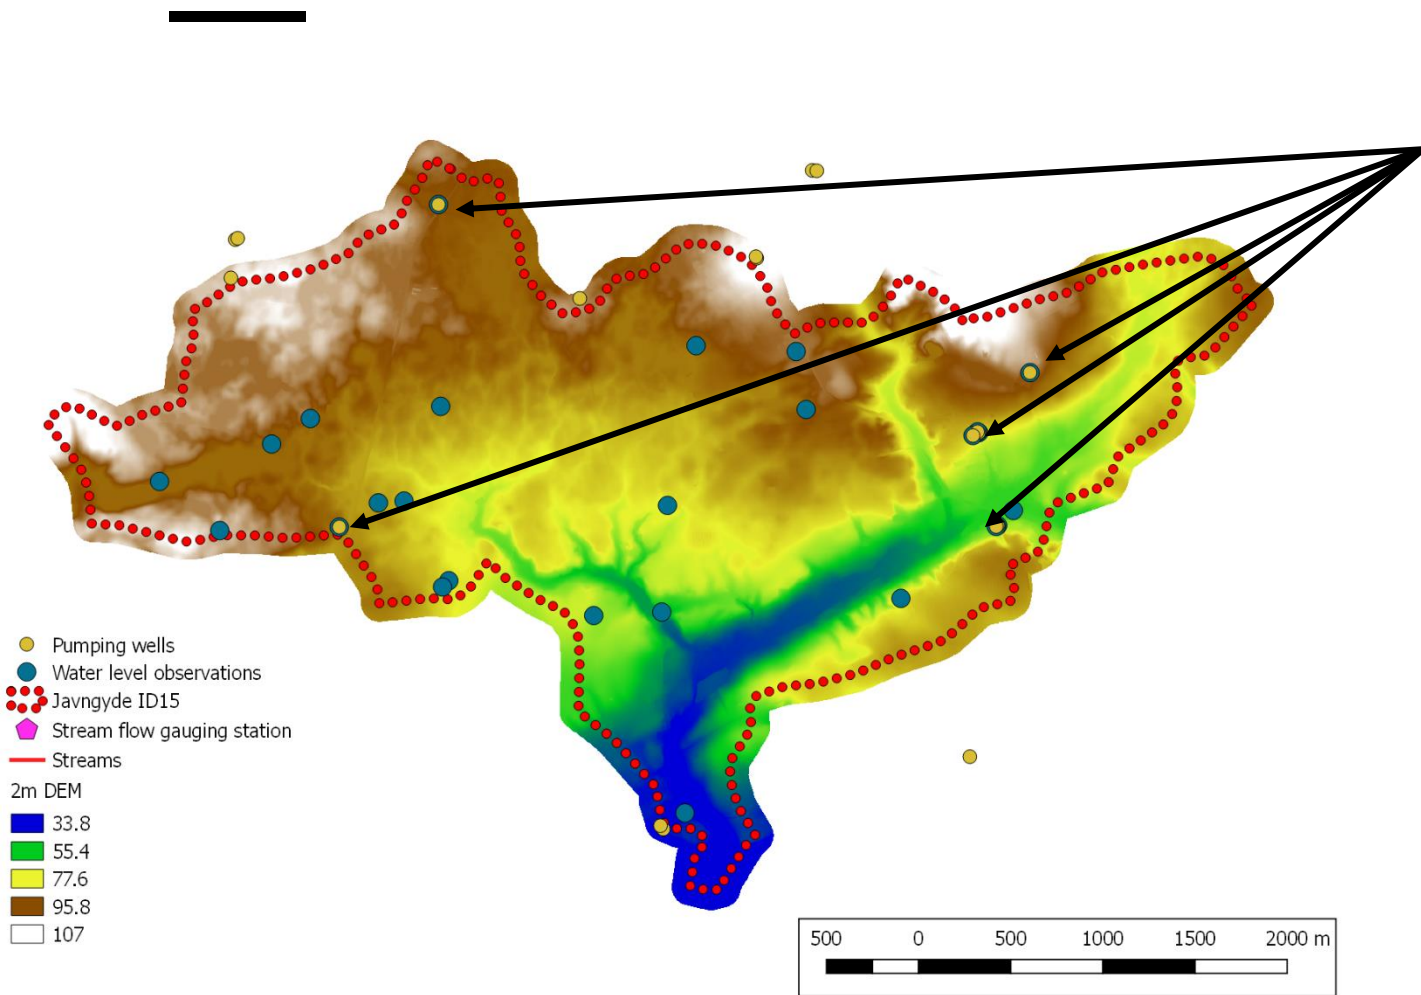 Pumping wells
Water level observations
Javngyde ID15
Stream flow gauging station
Streams
2m DEM
33.8
55.4
77.6
95.8
107
500 0 500 1000 1500 2000 m